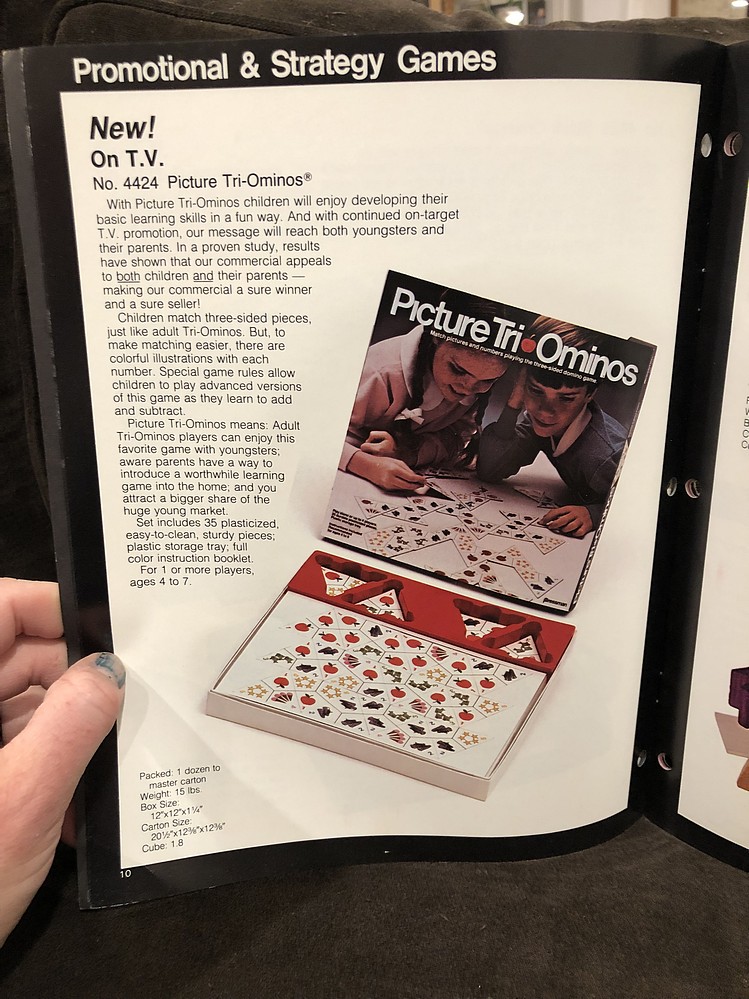 Promotional & Strategy Games
New!
On T.V.
No. 4424 Picture Tri-Ominos®
With Picture Tri-Ominos children will enjoy developing their
basic learning skills in a fun way. And with continued on-target
T.V. promotion, our message will reach both youngsters and
their parents. In a proven study, results
have shown that our commercial appeals
to both children and their parents —
making our commercial a sure winner
and a sure seller!
Children match three-sided pieces,
just like adult Tri-Ominos. But, to
make matching easier, there are
colorful illustrations with each
number. Special game rules allow
children to play advanced versions
of this game as they learn to add
and subtract.
Picture Tri-Ominos means: Adult
Tri-Ominos players can enjoy this
favorite game with youngsters;
aware parents have a way to
introduce a worthwhile learning
game into the home; and you
attract a bigger share of the
huge young market.
Set includes 35 plasticized,
easy-to-clean, sturdy pieces;
plastic storage tray; full
color instruction booklet.
For 1 or more players,
ages 4 to 7.
Picture Tri•Ominos
Match pictures and numbers playing the three-sided domino game.
pressman
Packed: 1 dozen to
master carton
Weight: 15 lbs.
Box Size:
12"x12"x1¼"
Carton Size:
20½"x12⅜"x12⅜"
Cube: 1.8
10